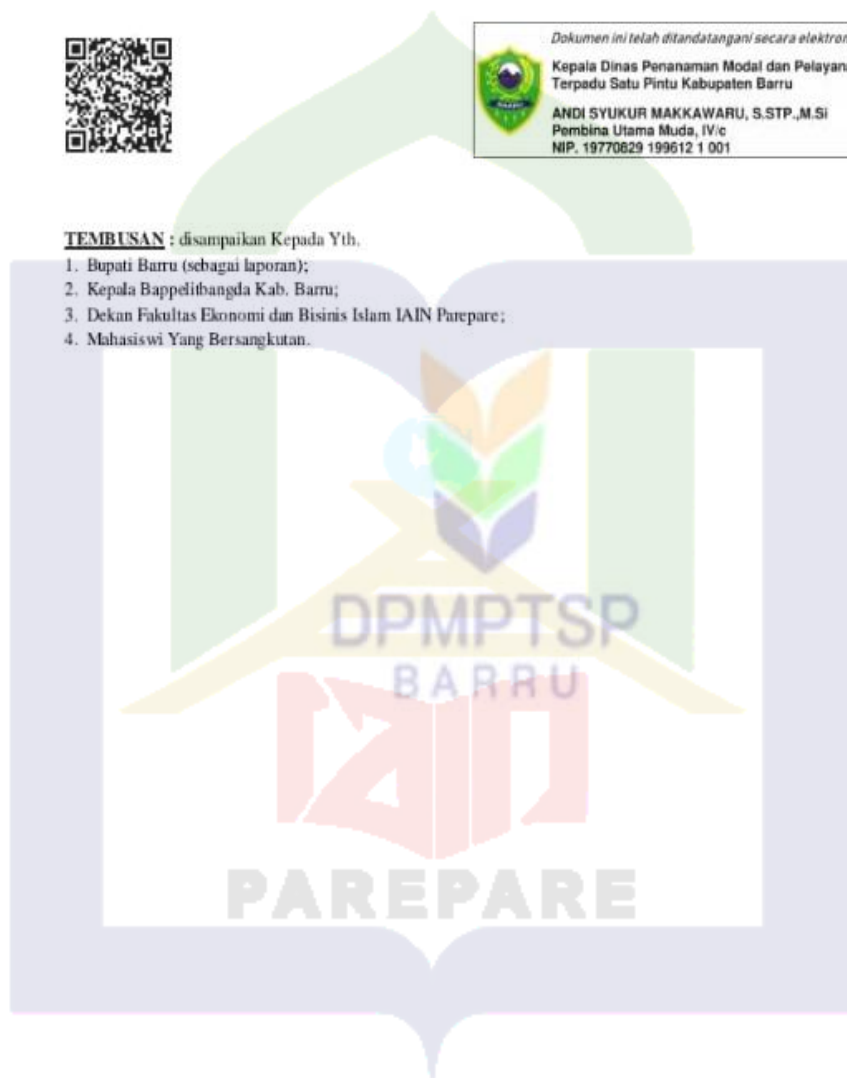 Dokumen ini telah ditandatangani secara elektron
Kepala Dinas Penanaman Modal dan Pelayana
Terpadu Satu Pintu Kabupaten Barru
ANDI SYUKUR MAKKAWARU, S.STP.,M.Si
Pembina Utama Muda, IV/c
NIP. 19770829 199612 1 001
TEMBUSAN : disampaikan Kepada Yth.
1. Bupati Barru (sebagai laporan);
2. Kepala Bappelitbangda Kab. Barru;
3. Dekan Fakultas Ekonomi dan Bisinis Islam IAIN Parepare;
4. Mahasiswi Yang Bersangkutan.
DPMPTSP
BARRU
IAIN
PAREPARE